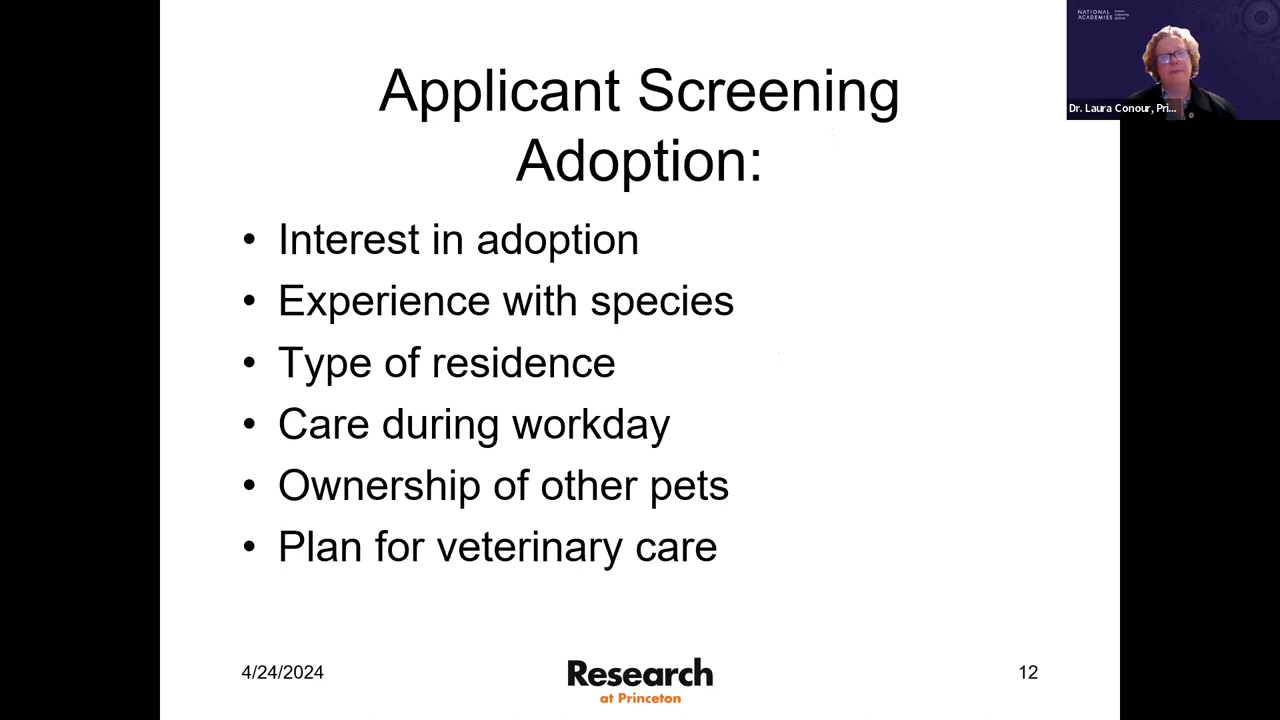 Applicant Screening
Adoption:
• Interest in adoption
• Experience with species
• Type of residence
• Care during workday
• Ownership of other pets
• Plan for veterinary care
4/24/2024
Research
at Princeton
12
NATIONAL
ACADEMIES
Dr. Laura Conour, Pri...